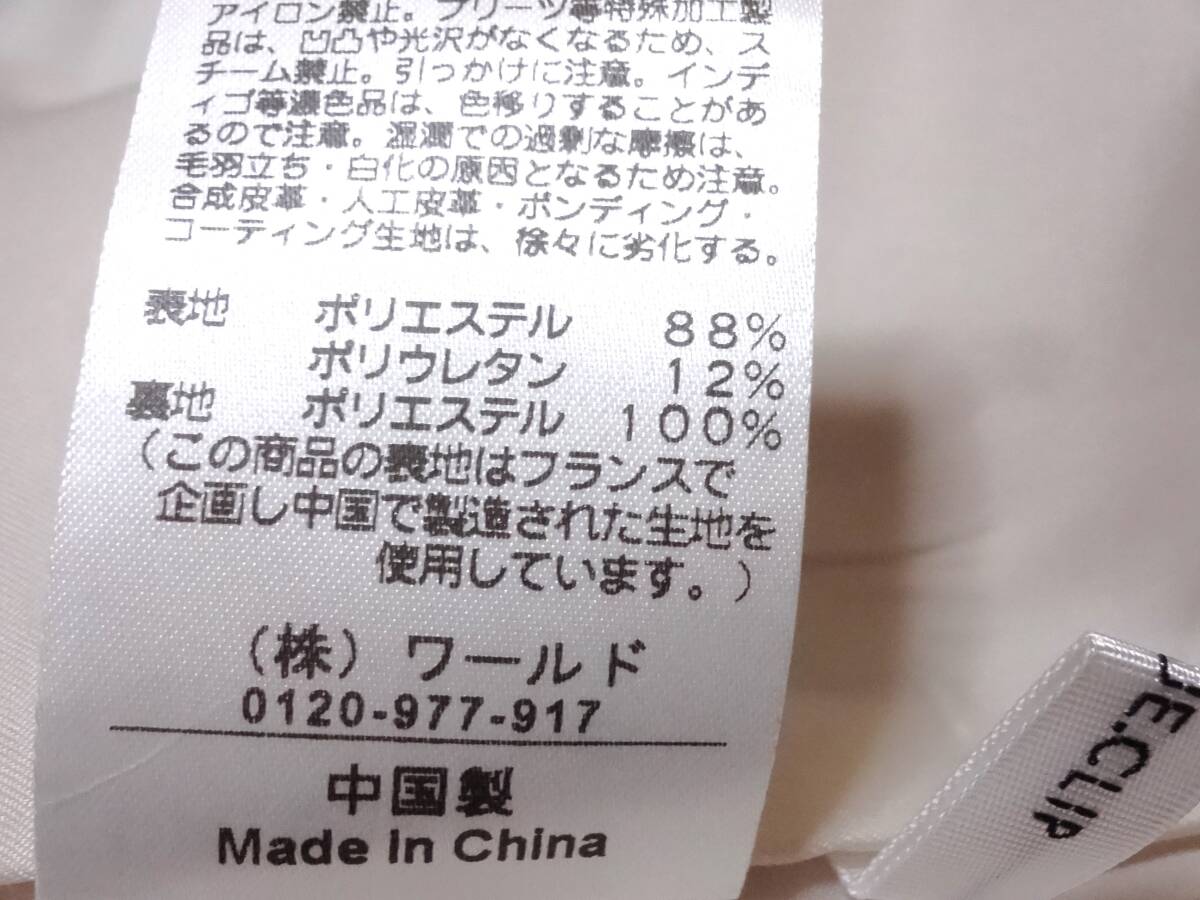 アイロン禁止。プリーツ等特殊加工製
品は、凹凸や光沢がなくなるため、ス
チーム禁止。引っかけに注意。インデ
ィゴ等濃色品は、色移りすることがあ
るので注意。湿潤での過剰な摩擦は、
毛羽立ち・白化の原因となるため注意。
合成皮革・人工皮革・ボンディング・
コーティング生地は、徐々に劣化する。
表地 ポリエステル 88%
ポリウレタン 12%
裏地 ポリエステル 100%
(この商品の表地はフランスで
企画し中国で製造された生地を
使用しています。)
(株) ワールド
0120-977-917
中国製
Made in China
E.CLIP